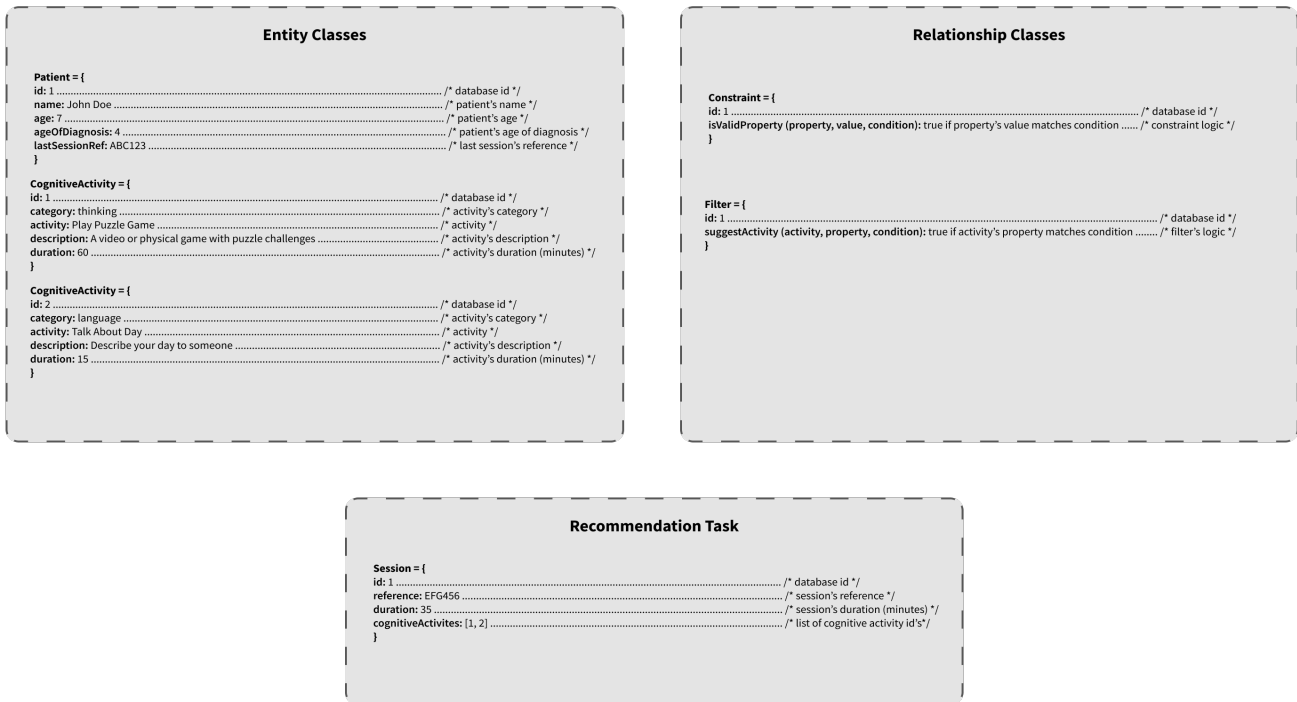 Entity Classes
Patient = {
id: 1 ........................................................................................................................... /* database id */
name: John Doe ......................................................................................................... /* patient's name */
age: 7 ......................................................................................................................... /* patient's age */
ageOfDiagnosis: 4 ....................................................................................................... /* patient's age of diagnosis */
lastSessionRef: ABC123 ............................................................................................... /* last session's reference */
}
CognitiveActivity = {
id: 1 ........................................................................................................................... /* database id */
category: thinking ...................................................................................................... /* activity's category */
activity: Play Puzzle Game .......................................................................................... /* activity */
description: A video or physical game with puzzle challenges ....................................... /* activity's description */
duration: 60 ................................................................................................................ /* activity's duration (minutes) */
}
CognitiveActivity = {
id: 2 ........................................................................................................................... /* database id */
category: language ..................................................................................................... /* activity's category */
activity: Talk About Day .............................................................................................. /* activity */
description: Describe your day to someone ................................................................. /* activity's description */
duration: 15 ................................................................................................................ /* activity's duration (minutes) */
}
Relationship Classes
Constraint = {
id: 1 ................................................................................................................................... /* database id */
isValidProperty (property, value, condition): true if property's value matches condition ...... /* constraint logic */
}
Filter = {
id: 1 ........................................................................................................................................... /* database id */
suggestActivity (activity, property, condition): true if activity's property matches condition ........ /* filter's logic */
}
Recommendation Task
Session = {
id: 1 ........................................................................................................................... /* database id */
reference: EFG456 ....................................................................................................... /* session's reference */
duration: 35 ................................................................................................................ /* session's duration (minutes) */
cognitiveActivites: [1, 2] .............................................................................................. /* list of cognitive activity id's*/
}